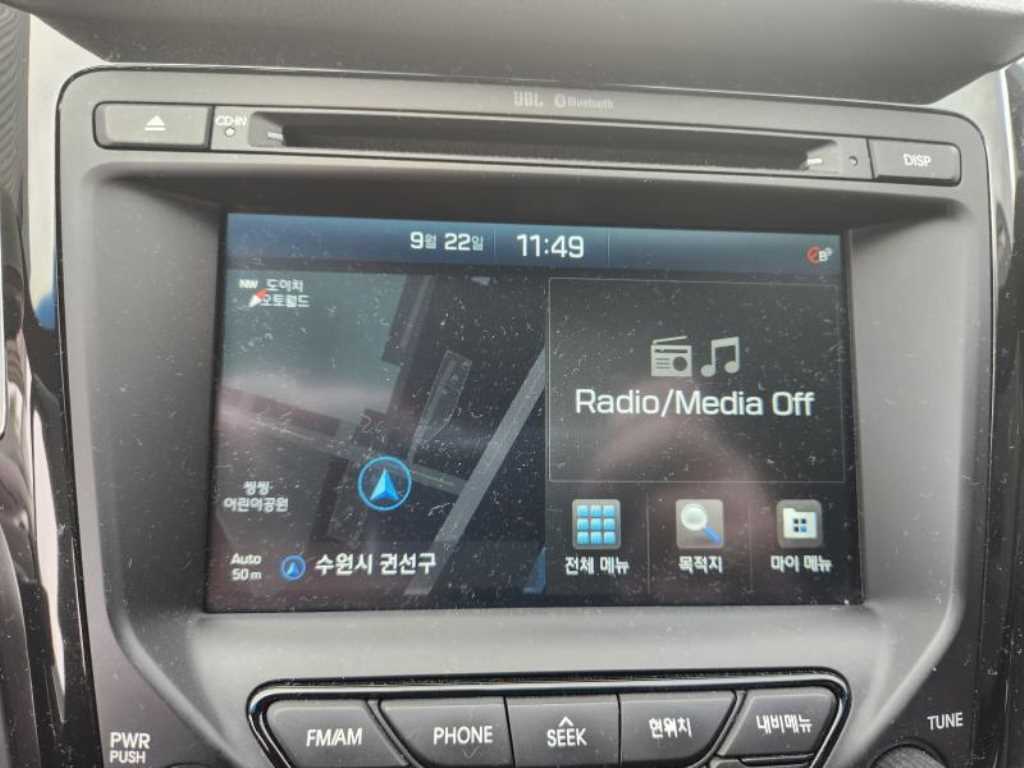 JBL Bluetooth
CD-IN
DISP
9월 22일 11:49
B
NW 도이치
오토월드
Radio/Media Off
씽씽
어린이공원
Auto
50 m
수원시 권선구
전체 메뉴
목적지
마이 메뉴
PWR
PUSH
FM/AM
PHONE
SEEK
현위치
내비메뉴
TUNE